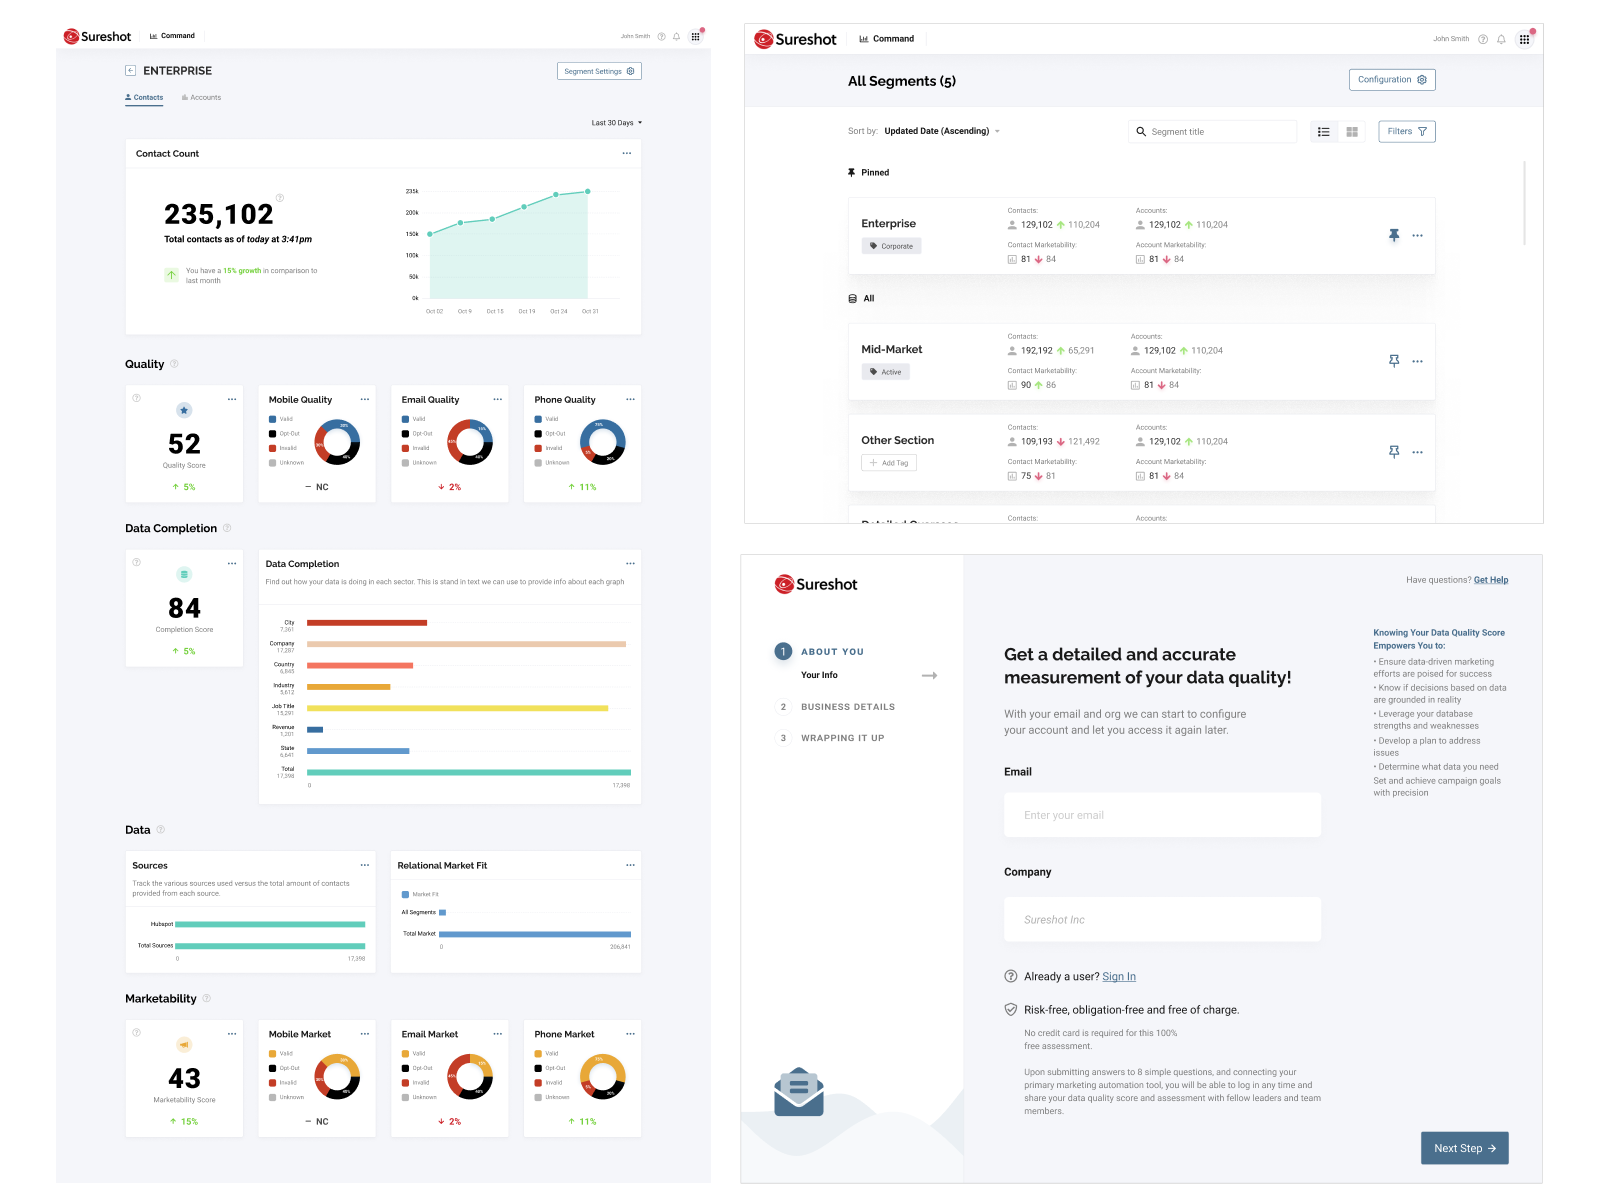 Sureshot
Command
John Smith
ENTERPRISE
Segment Settings
Contacts
Accounts
Last 30 Days
Contact Count
235,102
Total contacts as of today at 3:41pm
You have a 15% growth in comparison to
last month
235k
200k
150k
100k
50k
0k
Oct 02 Oct 9 Oct 15 Oct 19 Oct 24 Oct 31
Quality
52
Quality Score
5%
Mobile Quality
Valid
Opt-Out
Invalid
Unknown
NC
Email Quality
Valid
Opt-Out
Invalid
Unknown
2%
Phone Quality
Valid
Opt-Out
Invalid
Unknown
11%
Data Completion
84
Completion Score
5%
Data Completion
Find out how your data is doing in each sector. This is stand in text we can use to provide info about each graph
City
7,361
Company
17,287
Country
6,845
Industry
5,612
Job Title
15,291
Revenue
1,201
State
6,641
Total
17,398
0 17,398
Data
Sources
Track the various sources used versus the total amount of contacts
provided from each source.
Hubspot
Total Sources
0 17,398
Relational Market Fit
Market Fit
All Segments
Total Market
0 206,841
Marketability
43
Marketability Score
15%
Mobile Market
Valid
Opt-Out
Invalid
Unknown
NC
Email Market
Valid
Opt-Out
Invalid
Unknown
2%
Phone Market
Valid
Opt-Out
Invalid
Unknown
11%
Sureshot
Command
John Smith
All Segments (5)
Configuration
Sort by: Updated Date (Ascending)
Segment title
Filters
Pinned
Enterprise
Corporate
Contacts:
129,102 110,204
Contact Marketability:
81 84
Accounts:
129,102 110,204
Account Marketability:
81 84
All
Mid-Market
Active
Contacts:
192,192 65,291
Contact Marketability:
90 86
Accounts:
129,102 110,204
Account Marketability:
81 84
Other Section
Add Tag
Contacts:
109,193 121,492
Contact Marketability:
75 81
Accounts:
129,102 110,204
Account Marketability:
81 84
Contacts:
Accounts:
Sureshot
Have questions? Get Help
1 ABOUT YOU
Your Info
2 BUSINESS DETAILS
3 WRAPPING IT UP
Get a detailed and accurate
measurement of your data quality!
With your email and org we can start to configure
your account and let you access it again later.
Email
Enter your email
Company
Sureshot Inc
Already a user? Sign In
Risk-free, obligation-free and free of charge.
No credit card is required for this 100%
free assessment.
Upon submitting answers to 8 simple questions, and connecting your
primary marketing automation tool, you will be able to log in any time and
share your data quality score and assessment with fellow leaders and team
members.
Knowing Your Data Quality Score
Empowers You to:
• Ensure data-driven marketing
efforts are poised for success
• Know if decisions based on data
are grounded in reality
• Leverage your database
strengths and weaknesses
• Develop a plan to address
issues
• Determine what data you need
Set and achieve campaign goals
with precision
Next Step